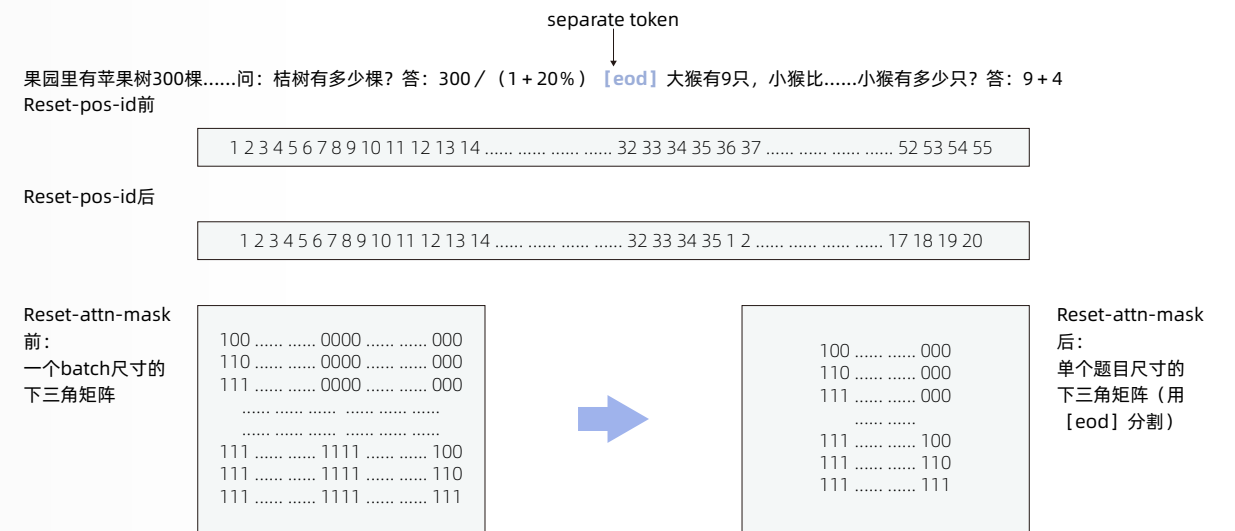 separate token
果园里有苹果树300棵……问：桔树有多少棵？答：300／（1+20%）［eod］大猴有9只，小猴比……小猴有多少只？答：9+4
Reset-pos-id前
1 2 3 4 5 6 7 8 9 10 11 12 13 14 ...... ...... ...... ...... 32 33 34 35 36 37 ...... ...... ...... ...... 52 53 54 55
Reset-pos-id后
1 2 3 4 5 6 7 8 9 10 11 12 13 14 ...... ...... ...... ...... 32 33 34 35 1 2 ...... ...... ...... ...... 17 18 19 20
Reset-attn-mask
前：
一个batch尺寸的
下三角矩阵
100 ...... ...... 0000 ...... ...... 000
110 ...... ...... 0000 ...... ...... 000
111 ...... ...... 0000 ...... ...... 000
...... ...... ...... ...... ...... ......
...... ...... ...... ...... ...... ......
111 ...... ...... 1111 ...... ...... 100
111 ...... ...... 1111 ...... ...... 110
111 ...... ...... 1111 ...... ...... 111
100 ...... ...... 000
110 ...... ...... 000
111 ...... ...... 000
...... ......
111 ...... ...... 100
111 ...... ...... 110
111 ...... ...... 111
Reset-attn-mask
后：
单个题目尺寸的
下三角矩阵（用
［eod］分割）